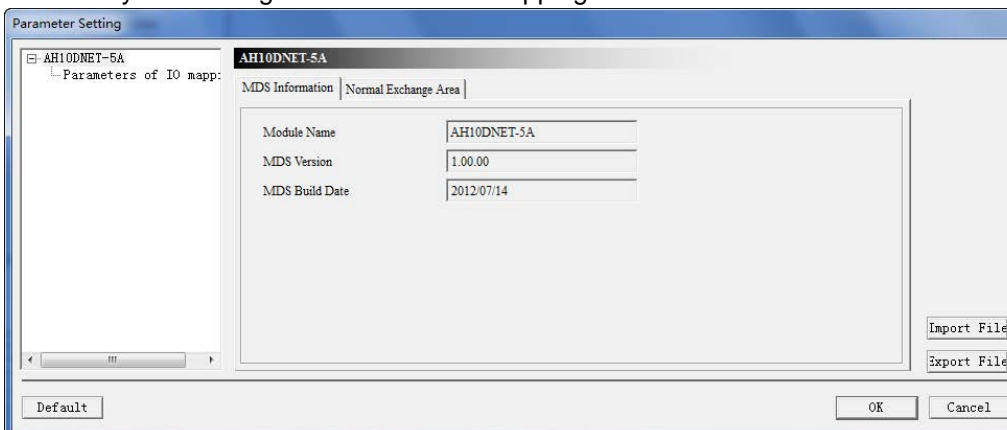 Parameter Setting
AH10DNET-5A
Parameters of IO mapp:
AH10DNET-5A
MDS Information
Normal Exchange Area
Module Name
AH10DNET-5A
MDS Version
1.00.00
MDS Build Date
2012/07/14
Import File
Export File
Default
OK
Cancel